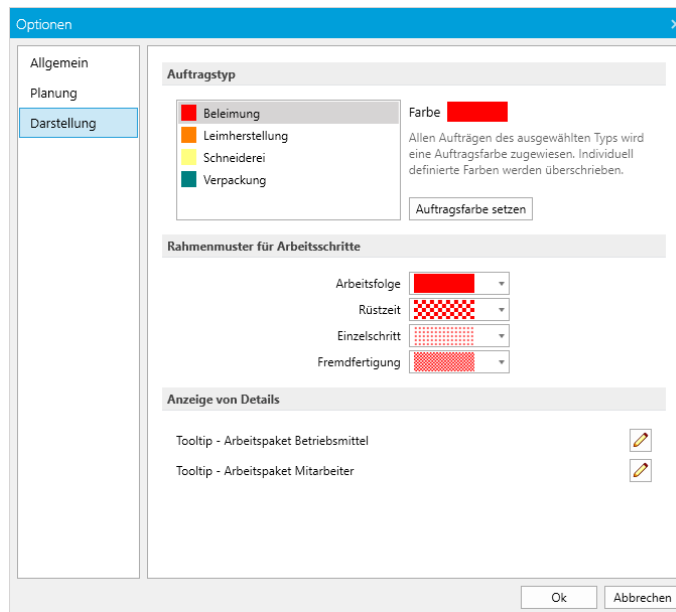 Optionen
Allgemein
Planung
Darstellung
Auftragstyp
Beleimung
Leimherstellung
Schneiderei
Verpackung
Farbe
Allen Aufträgen des ausgewählten Typs wird
eine Auftragsfarbe zugewiesen. Individuell
definierte Farben werden überschrieben.
Auftragsfarbe setzen
Rahmenmuster für Arbeitsschritte
Arbeitsfolge
Rüstzeit
Einzelschritt
Fremdfertigung
Anzeige von Details
Tooltip - Arbeitspaket Betriebsmittel
Tooltip - Arbeitspaket Mitarbeiter
Ok Abbrechen